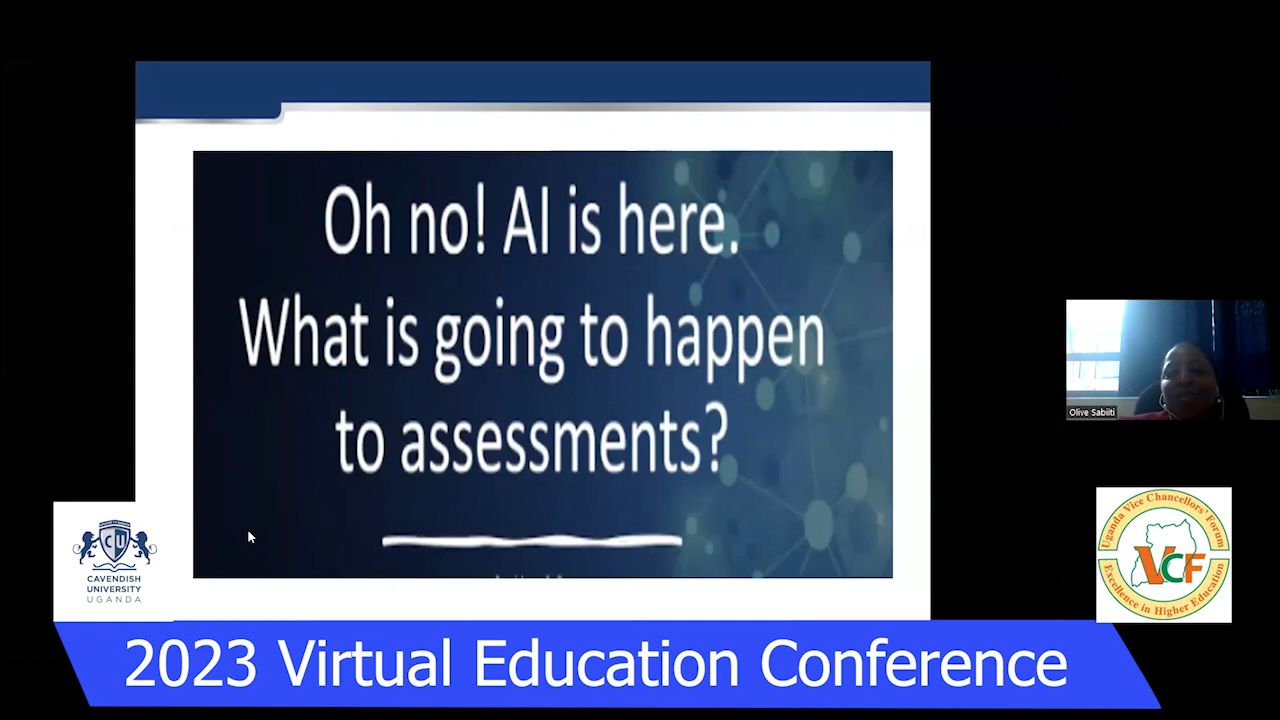 Oh no! AI is here.
What is going to happen
to assessments?
Olive Sabiiti
CU
CAVENDISH
UNIVERSITY
UGANDA
Uganda Vice Chancellors' Forum
VCF
Excellence in Higher Education
2023 Virtual Education Conference